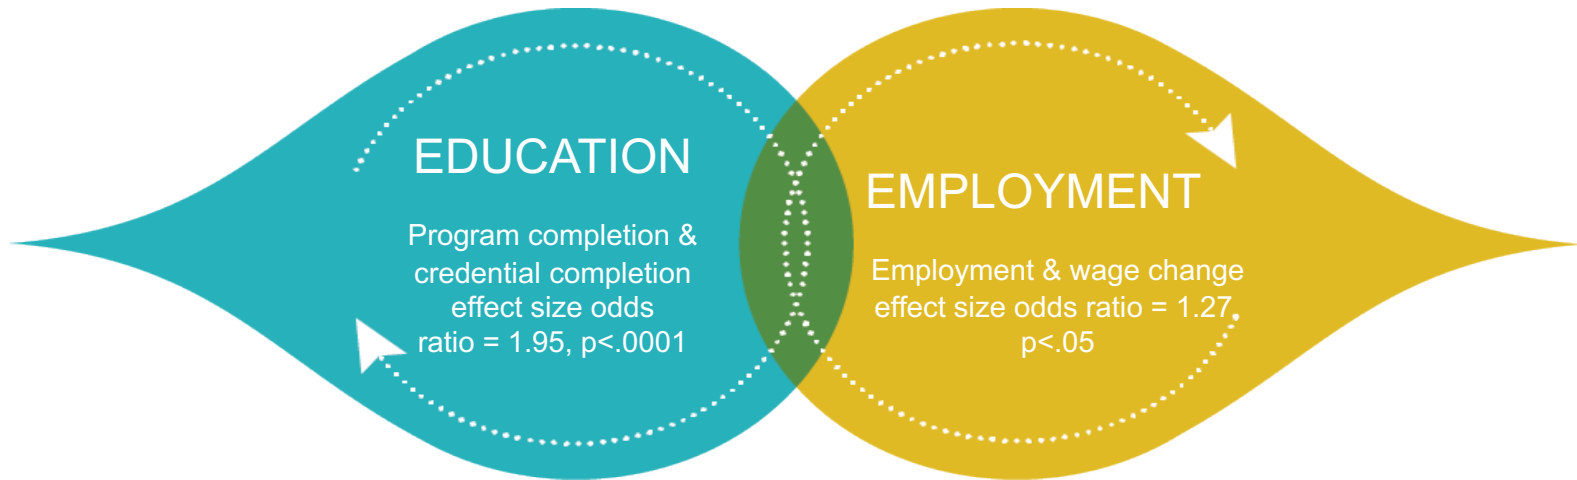 EDUCATION
Program completion &
credential completion
effect size odds
ratio = 1.95, p<.0001
EMPLOYMENT
Employment & wage change
effect size odds ratio = 1.27,
p<.05